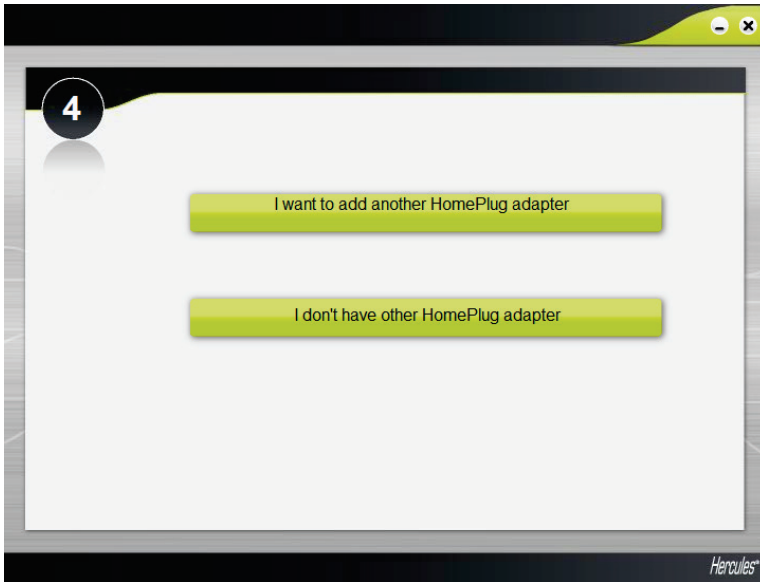 4
I want to add another HomePlug adapter
I don't have other HomePlug adapter
Hercules®